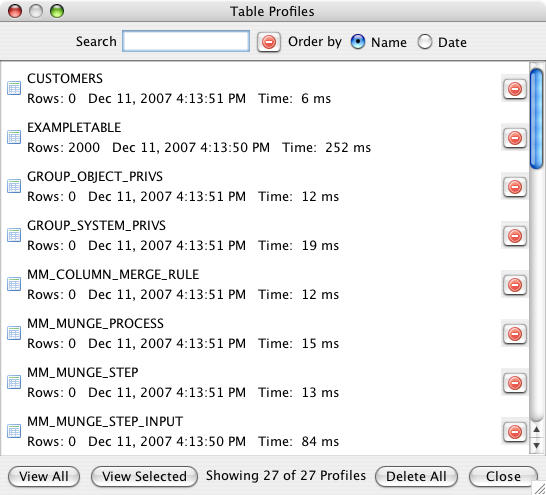 Table Profiles
Search Order by Name Date
CUSTOMERS
Rows: 0 Dec 11, 2007 4:13:51 PM Time: 6 ms
EXAMPLETABLE
Rows: 2000 Dec 11, 2007 4:13:50 PM Time: 252 ms
GROUP_OBJECT_PRIVS
Rows: 0 Dec 11, 2007 4:13:51 PM Time: 12 ms
GROUP_SYSTEM_PRIVS
Rows: 0 Dec 11, 2007 4:13:51 PM Time: 19 ms
MM_COLUMN_MERGE_RULE
Rows: 0 Dec 11, 2007 4:13:51 PM Time: 12 ms
MM_MUNGE_PROCESS
Rows: 0 Dec 11, 2007 4:13:51 PM Time: 15 ms
MM_MUNGE_STEP
Rows: 0 Dec 11, 2007 4:13:51 PM Time: 13 ms
MM_MUNGE_STEP_INPUT
Rows: 0 Dec 11, 2007 4:13:50 PM Time: 84 ms
View All View Selected Showing 27 of 27 Profiles Delete All Close